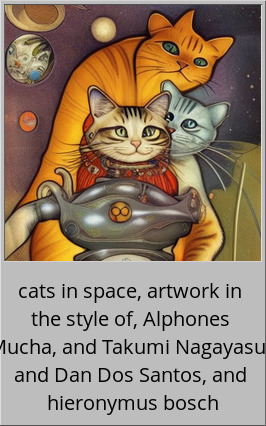 cats in space, artwork in
the style of, Alphones
Mucha, and Takumi Nagayasu
and Dan Dos Santos, and
hieronymus bosch